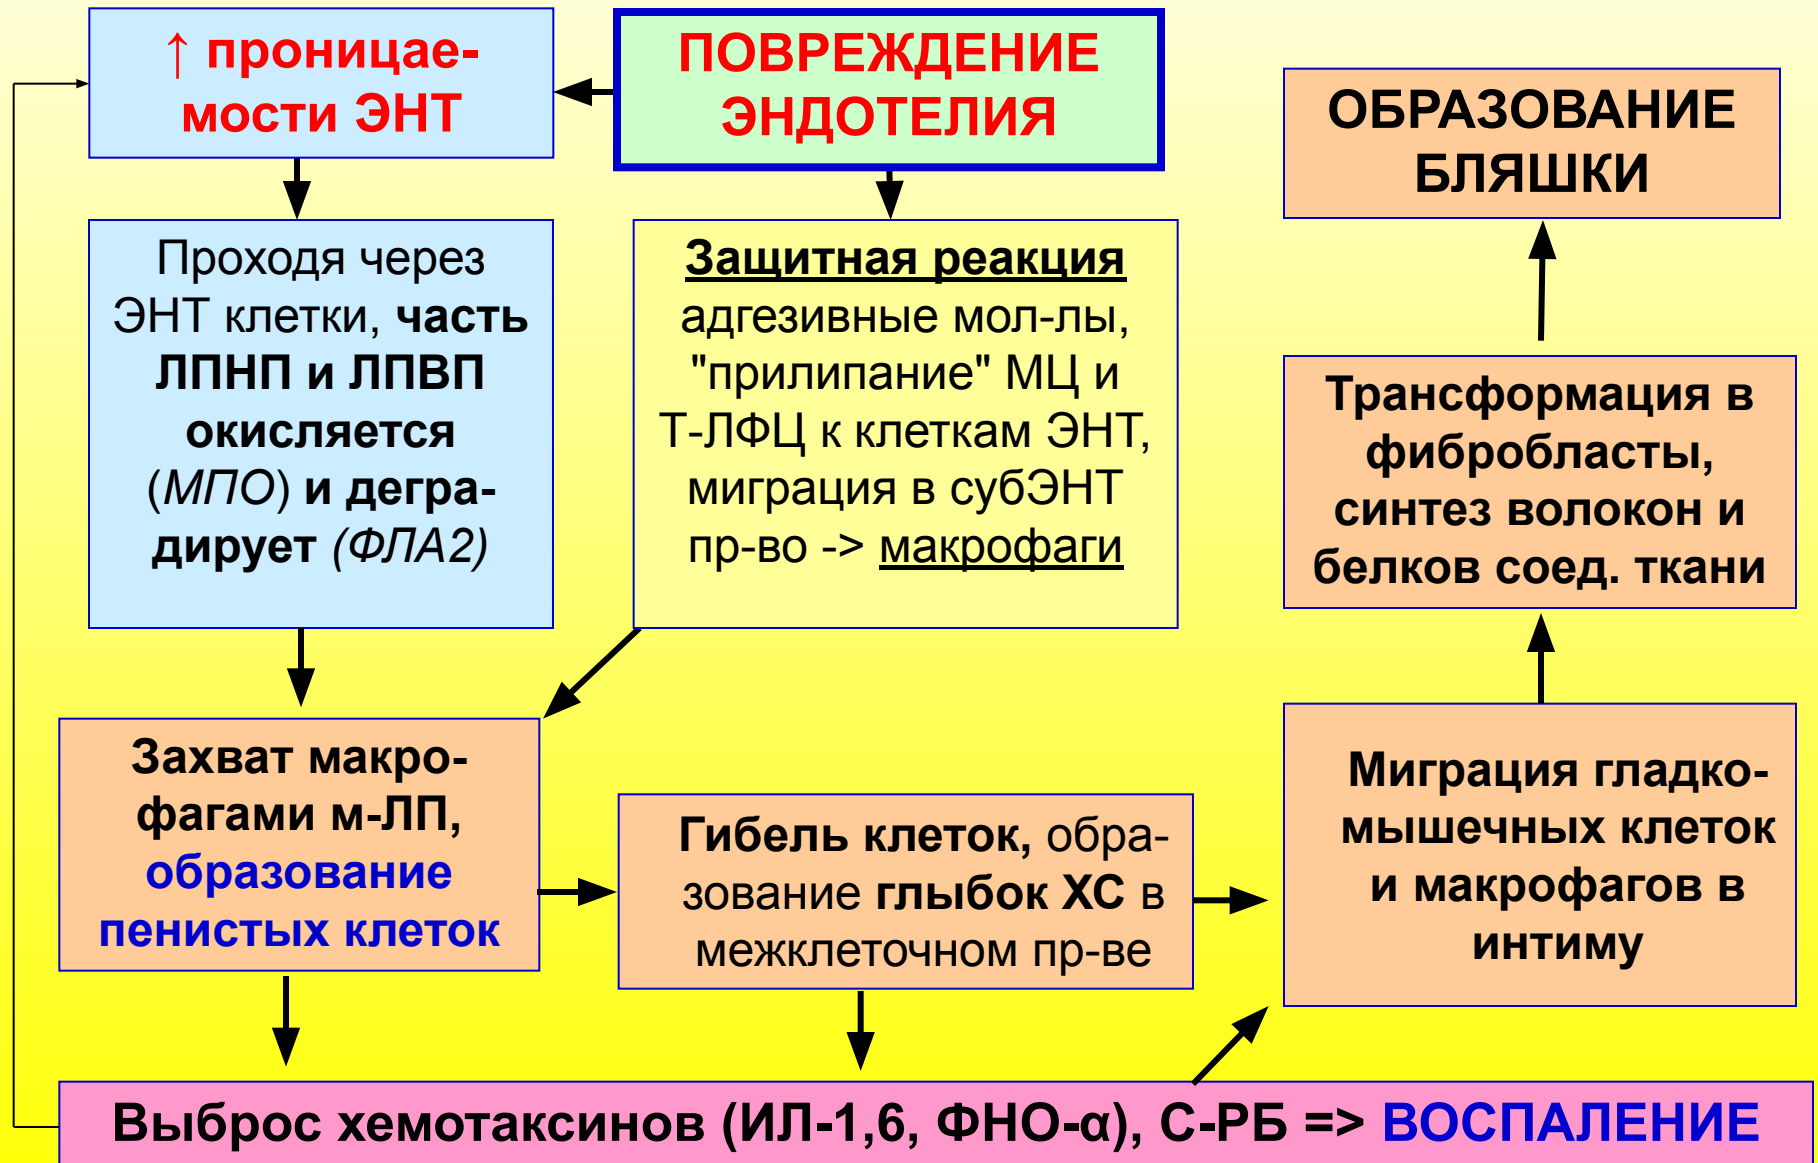 ↑ проницае-
мости ЭНТ
ПОВРЕЖДЕНИЕ
ЭНДОТЕЛИЯ
ОБРАЗОВАНИЕ
БЛЯШКИ
Проходя через
ЭНТ клетки, часть
ЛПНП и ЛПВП
окисляется
(МПО) и дегра-
дирует (ФЛА2)
Защитная реакция
адгезивные мол-лы,
"прилипание" МЦ и
Т-ЛФЦ к клеткам ЭНТ,
миграция в субЭНТ
пр-во -> макрофаги
Трансформация в
фибробласты,
синтез волокон и
белков соед. ткани
Захват макро-
фагами м-ЛП,
образование
пенистых клеток
Гибель клеток, обра-
зование глыбок ХС в
межклеточном пр-ве
Миграция гладко-
мышечных клеток
и макрофагов в
интиму
Выброс хемотаксинов (ИЛ-1,6, ФНО-α), С-РБ => ВОСПАЛЕНИЕ